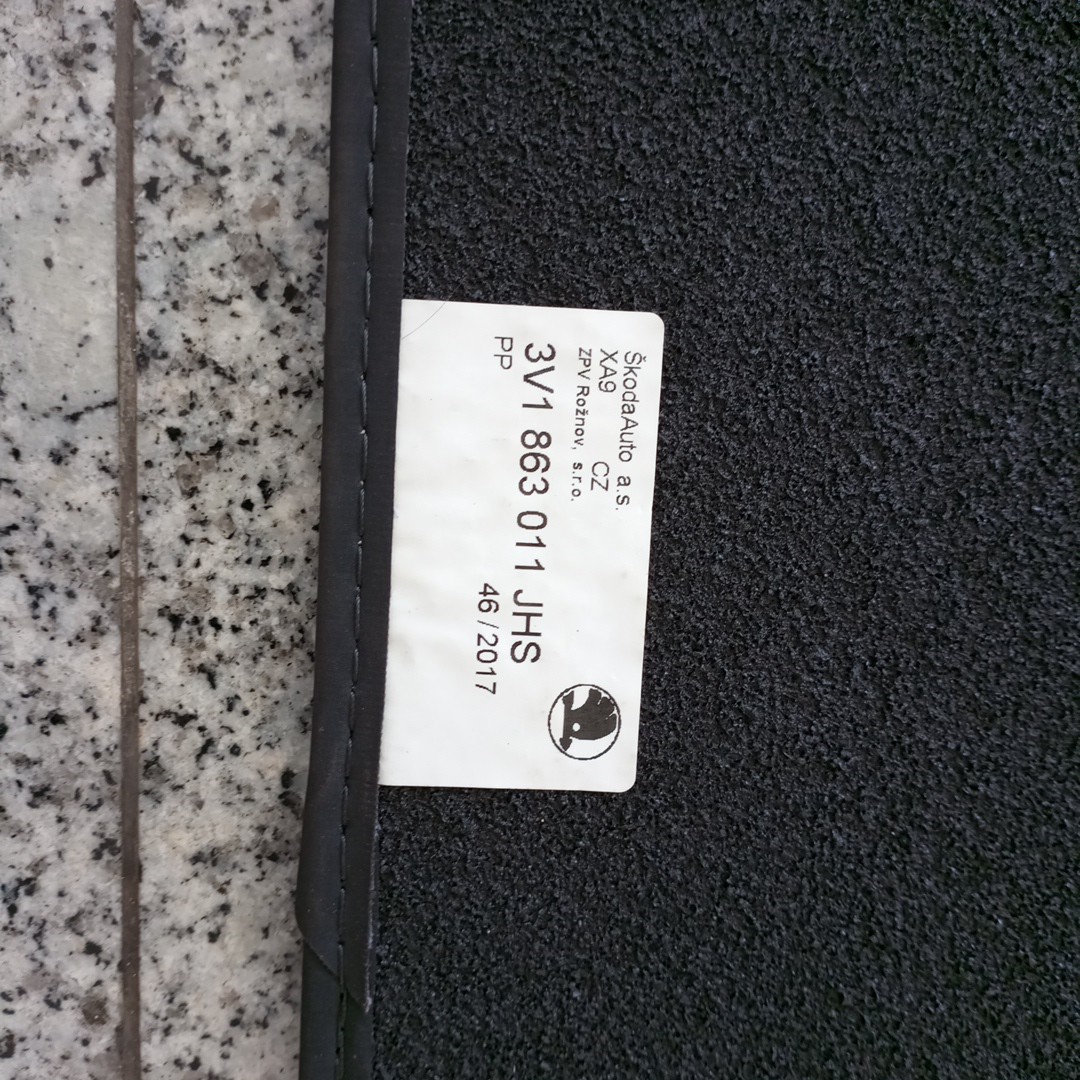 ŠkodaAuto a.s.
XA9 CZ
ZPV Rožnov, s.r.o.
3V1 863 011 JHS
PP
46 / 2017